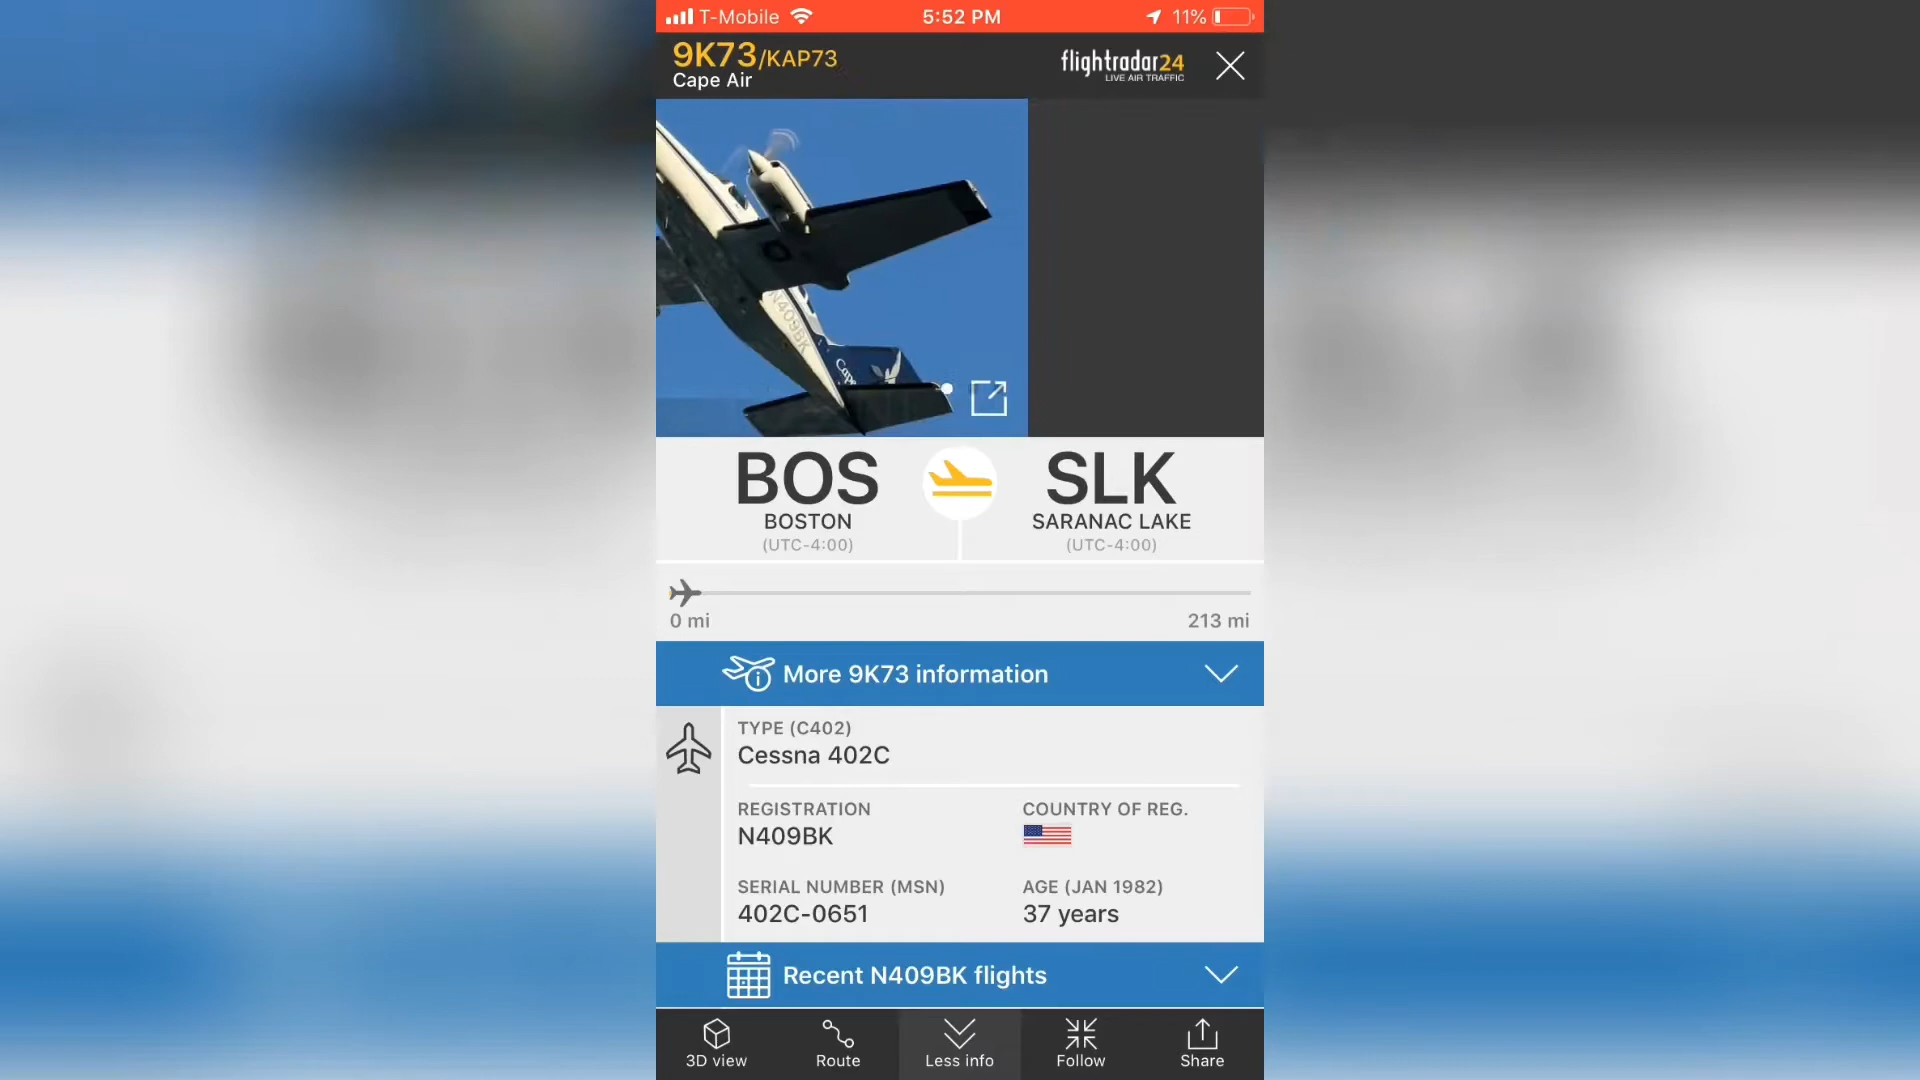 T-Mobile 5:52 PM 11%
9K73/KAP73
Cape Air
flightradar24
LIVE AIR TRAFFIC
N409BK
Cape
BOS SLK
BOSTON SARANAC LAKE
(UTC-4:00) (UTC-4:00)
0 mi 213 mi
More 9K73 information
TYPE (C402)
Cessna 402C
REGISTRATION COUNTRY OF REG.
N409BK
SERIAL NUMBER (MSN) AGE (JAN 1982)
402C-0651 37 years
Recent N409BK flights
3D view Route Less info Follow Share